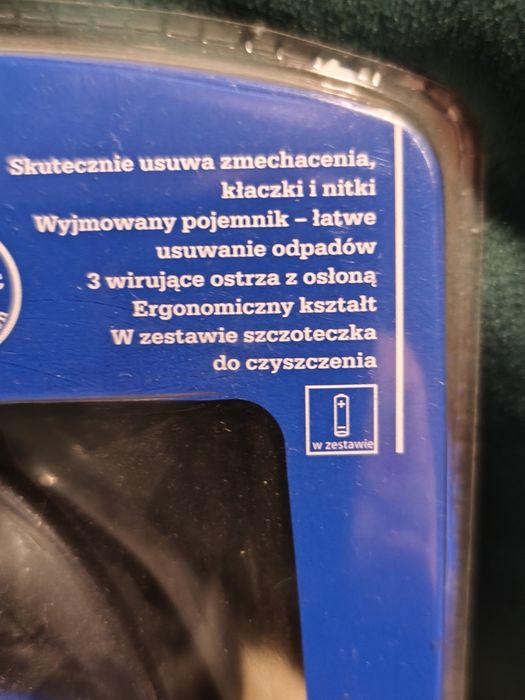 Skutecznie usuwa zmechacenia,
kłaczki i nitki
Wyjmowany pojemnik – łatwe
usuwanie odpadów
3 wirujące ostrza z osłoną
Ergonomiczny kształt
W zestawie szczoteczka
do czyszczenia
w zestawie